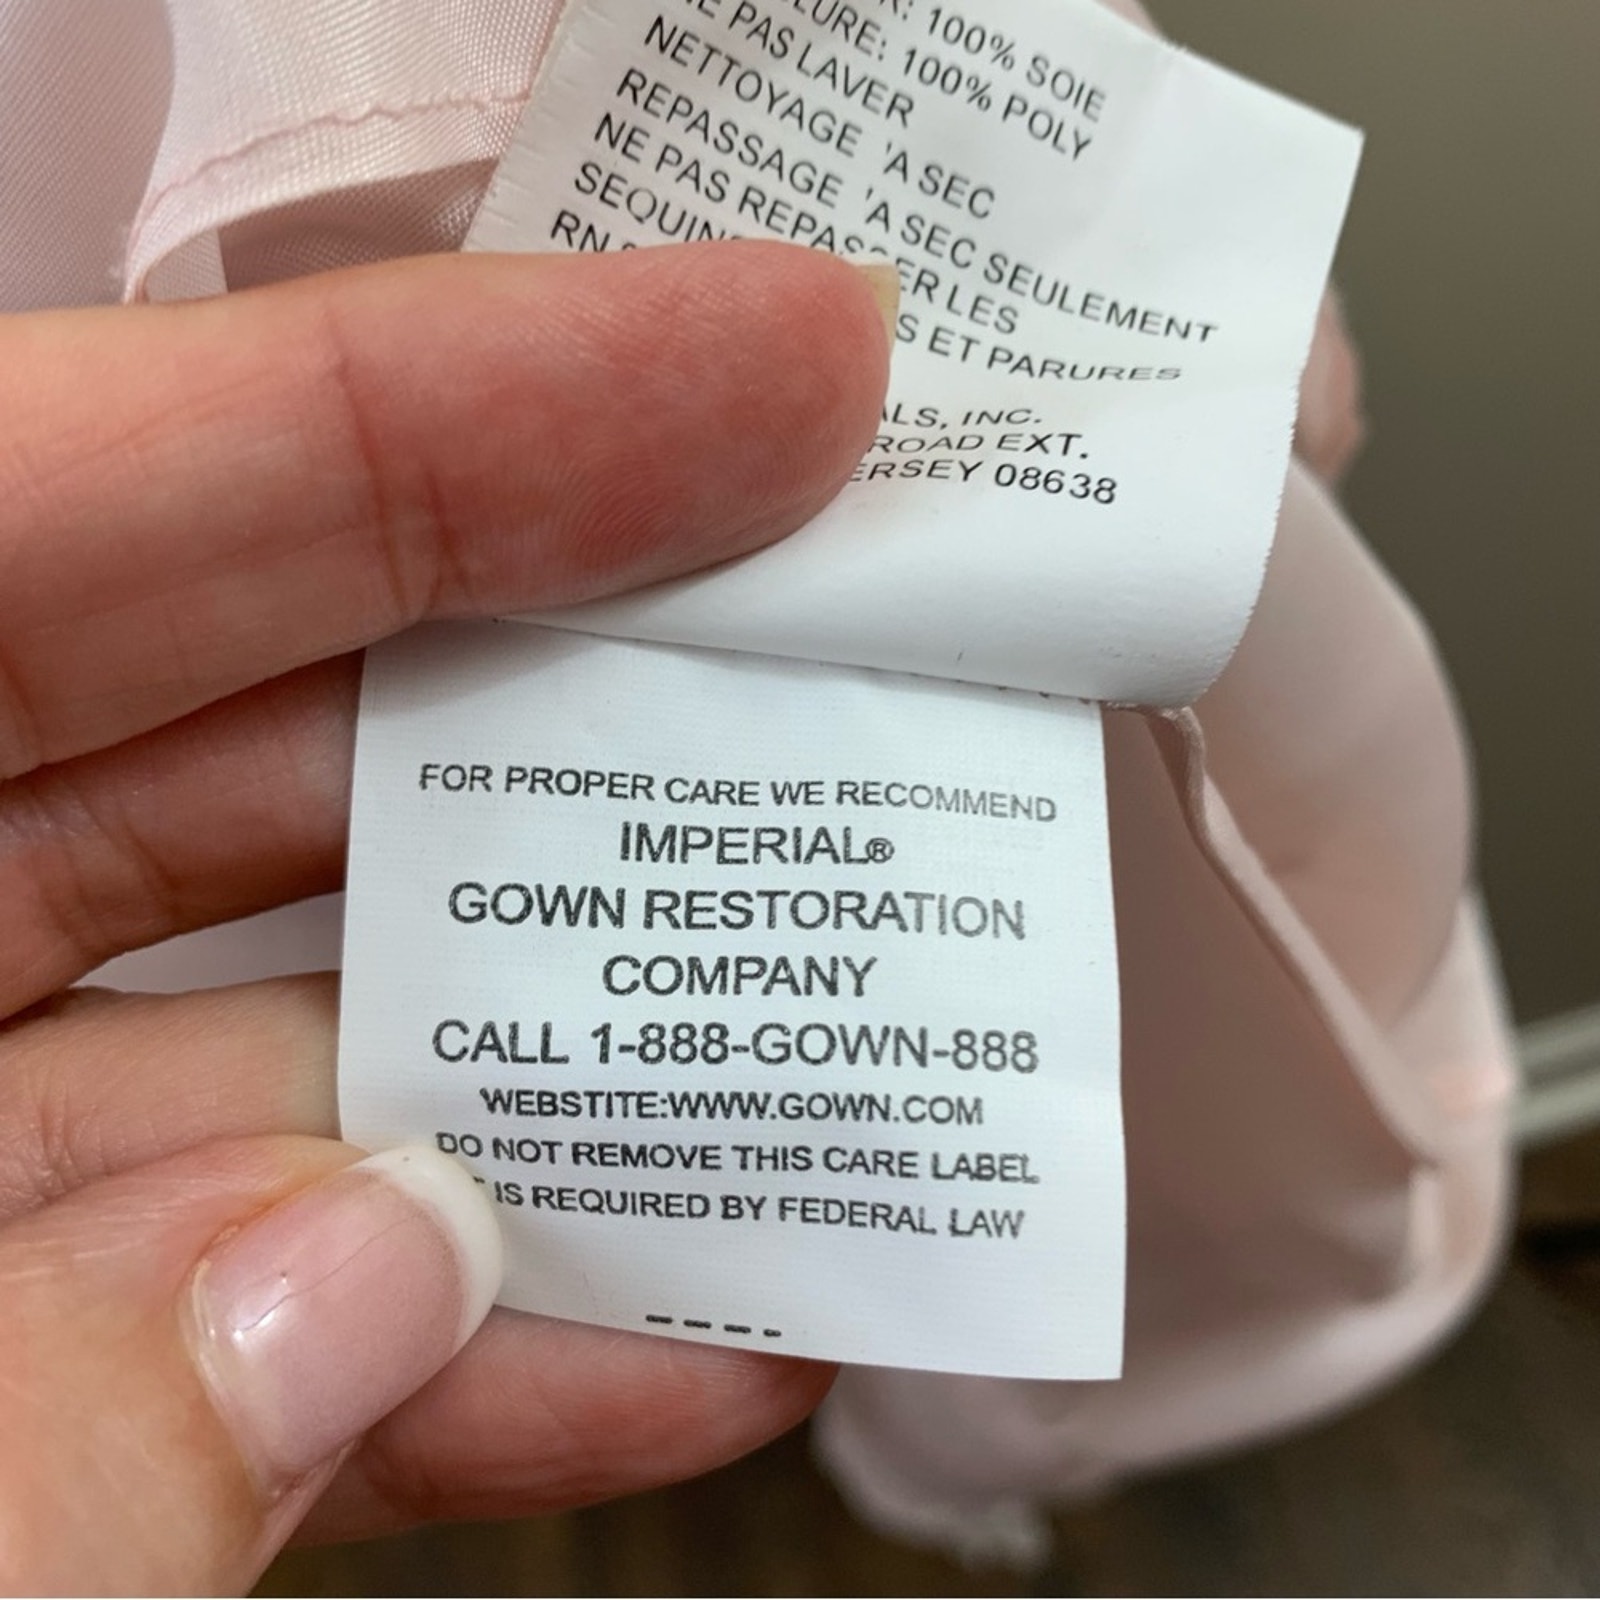 100% SOIE
100% POLY
PAS LAVER
NETTOYAGE 'A SEC
REPASSAGE 'A SEC SEULEMENT
NE PAS REPASSER LES
ET PARURES
RN
INC.
ROAD EXT.
08638
FOR PROPER CARE WE RECOMMEND
IMPERIAL®
GOWN RESTORATION
COMPANY
CALL 1-888-GOWN-888
WEBSTITE:WWW.GOWN.COM
DO NOT REMOVE THIS CARE LABEL
IS REQUIRED BY FEDERAL LAW
----